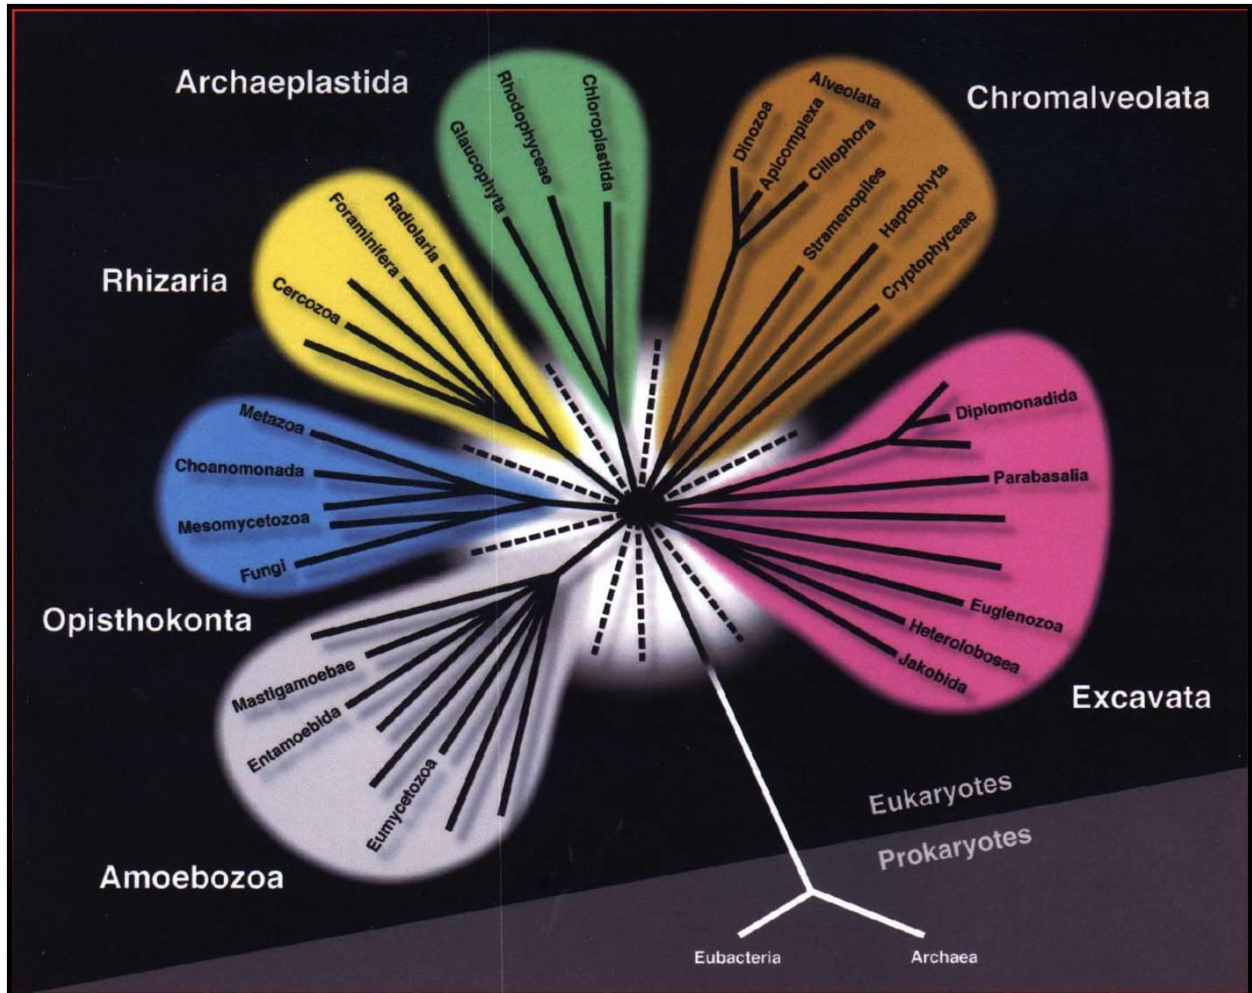 Archaeplastida
Glaucophyta
Rhodophyceae
Chloroplastida
Chromalveolata
Alveolata
Dinozoa
Apicomplexa
Ciliophora
Stramenopiles
Haptophyta
Cryptophyceae
Rhizaria
Cercozoa
Foraminifera
Radiolaria
Opisthokonta
Metazoa
Choanomonada
Mesomycetozoa
Fungi
Excavata
Diplomonadida
Parabasalia
Euglenozoa
Heterolobosea
Jakobida
Amoebozoa
Mastigamoebae
Entamoebida
Eumycetozoa
Eukaryotes
Prokaryotes
Eubacteria
Archaea